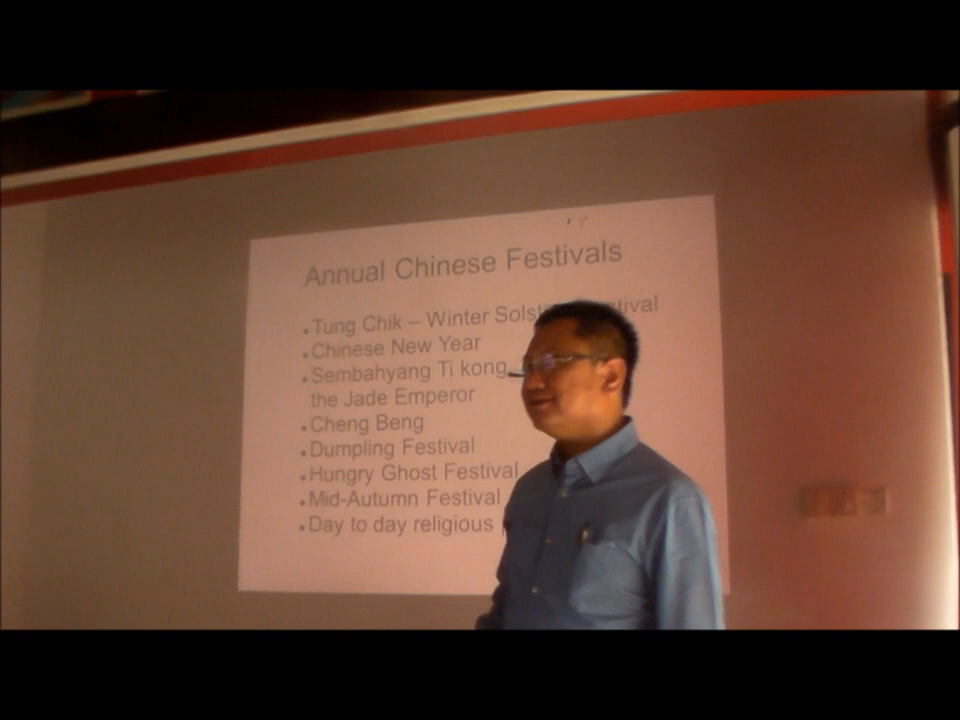 Annual Chinese Festivals
• Tung Chik – Winter
• Chinese New Year
• Sembahyang Ti kong
the Jade Emperor
• Cheng Beng
• Dumpling Festival
• Hungry Ghost Festival
• Mid-Autumn Festival
• Day to day religious